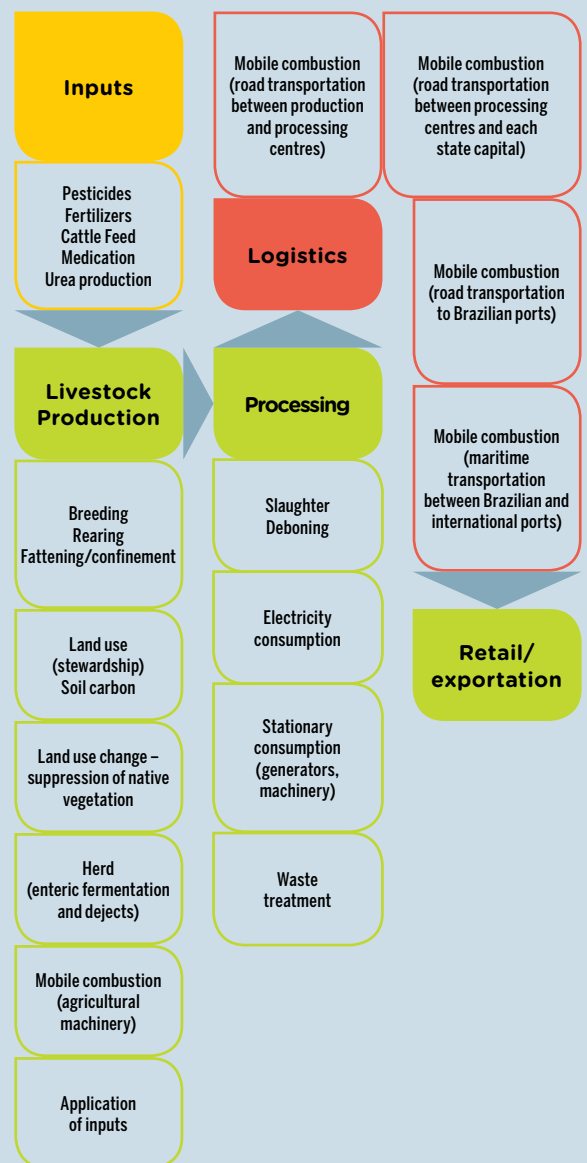 Inputs
Pesticides
Fertilizers
Cattle Feed
Medication
Urea production
Livestock
Production
Breeding
Rearing
Fattening/confinement
Land use
(stewardship)
Soil carbon
Land use change –
suppression of native
vegetation
Herd
(enteric fermentation
and dejects)
Mobile combustion
(agricultural
machinery)
Application
of inputs
Mobile combustion
(road transportation
between production
and processing
centres)
Logistics
Processing
Slaughter
Deboning
Electricity
consumption
Stationary
consumption
(generators,
machinery)
Waste
treatment
Mobile combustion
(road transportation
between processing
centres and each
state capital)
Mobile combustion
(road transportation
to Brazilian ports)
Mobile combustion
(maritime
transportation
between Brazilian and
international ports)
Retail/
exportation